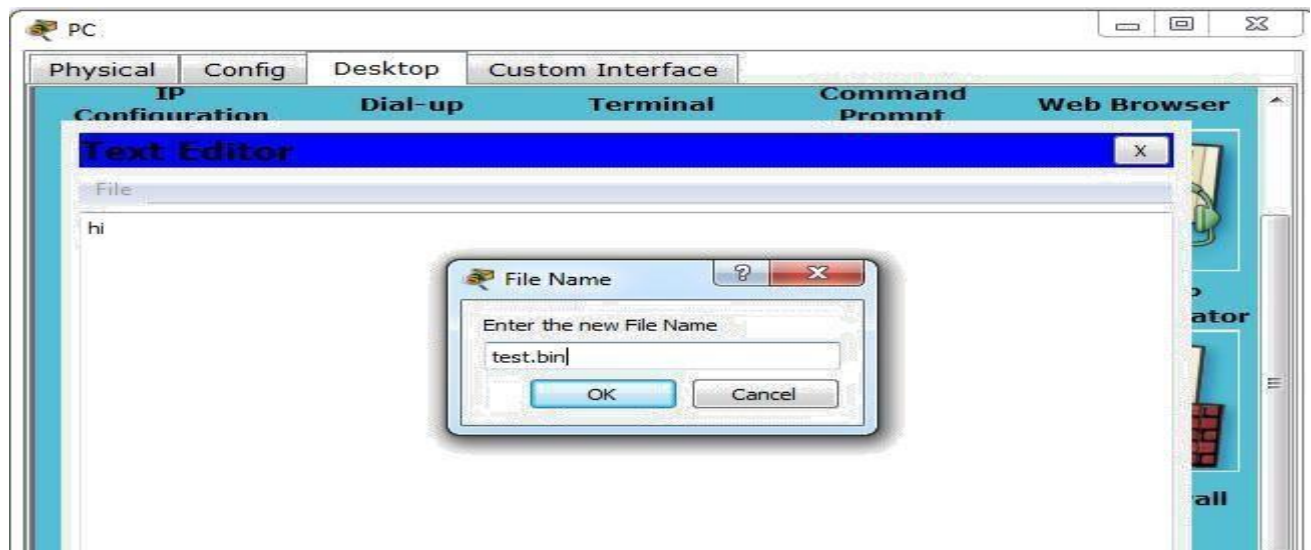 PC
Physical Config Desktop Custom Interface
IP Configuration Dial-up Terminal Command Prompt Web Browser
Text Editor X
File
hi
File Name
Enter the new File Name
test.bin
OK Cancel
ator
all